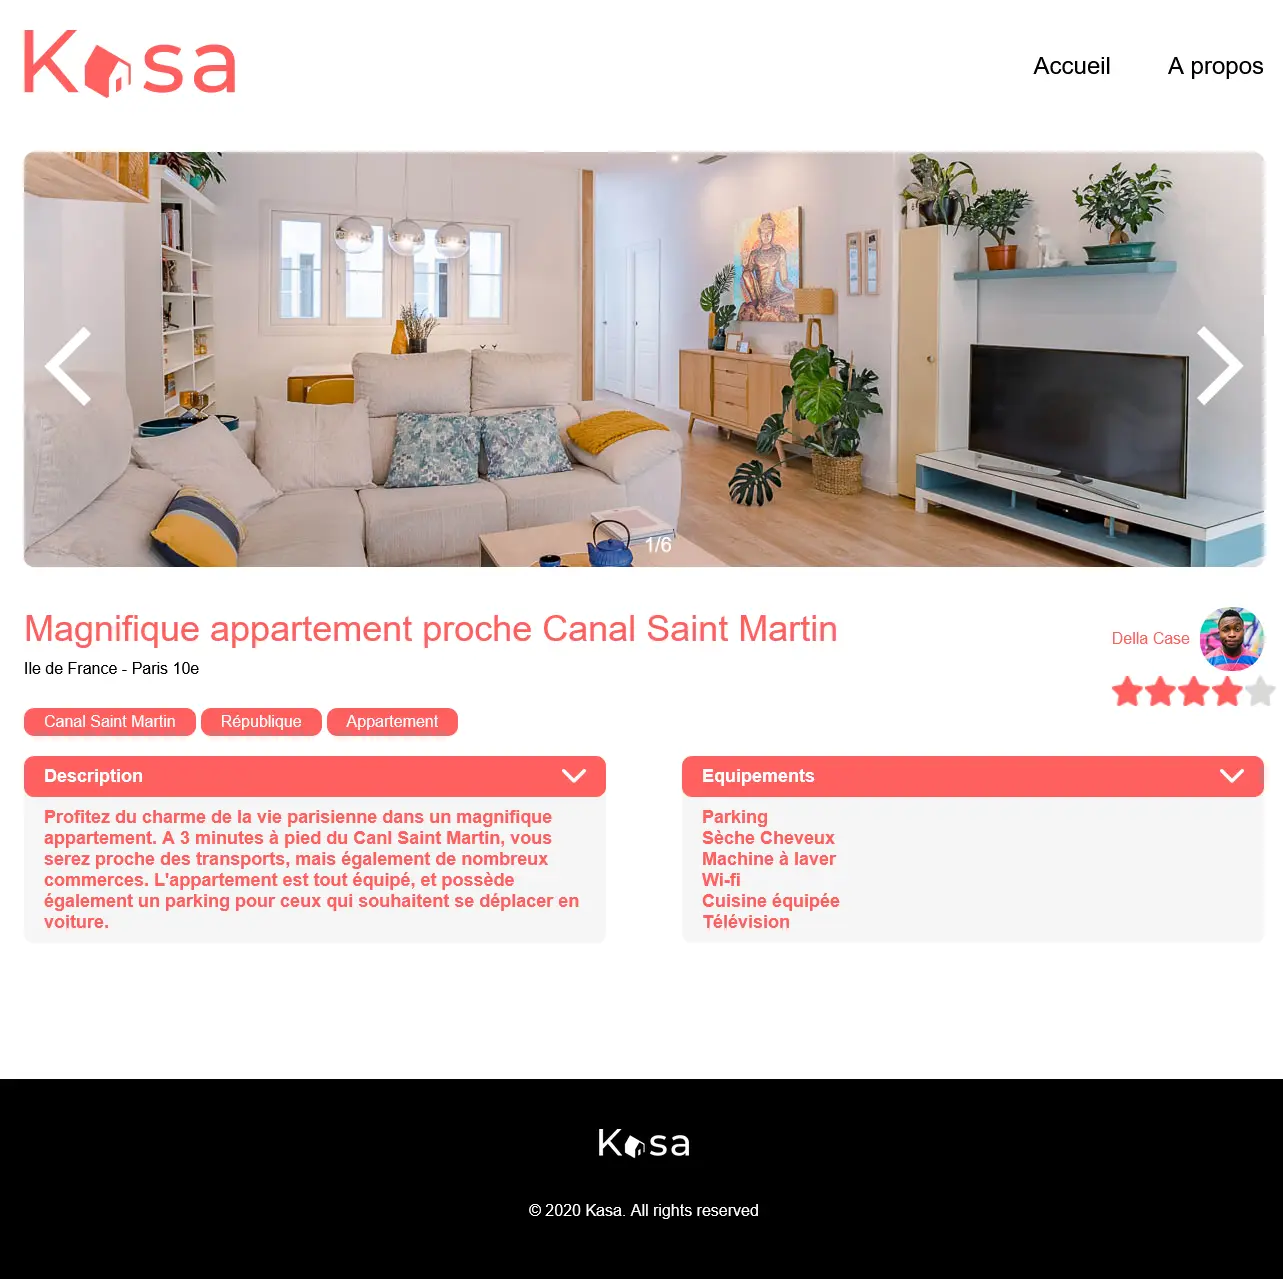 Kasa
Accueil
A propos
1/6
Magnifique appartement proche Canal Saint Martin
Ile de France - Paris 10e
Della Case
Canal Saint Martin
République
Appartement
Description
Profitez du charme de la vie parisienne dans un magnifique
appartement. A 3 minutes à pied du Canl Saint Martin, vous
serez proche des transports, mais également de nombreux
commerces. L'appartement est tout équipé, et possède
également un parking pour ceux qui souhaitent se déplacer en
voiture.
Equipements
Parking
Sèche Cheveux
Machine à laver
Wi-fi
Cuisine équipée
Télévision
Kasa
© 2020 Kasa. All rights reserved